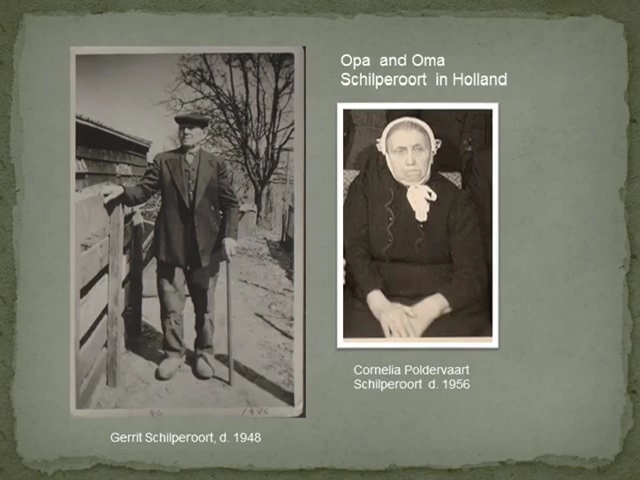 Opa and Oma
Schilperoort in Holland
Cornelia Poldervaart
Schilperoort d. 1956
Gerrit Schilperoort, d. 1948